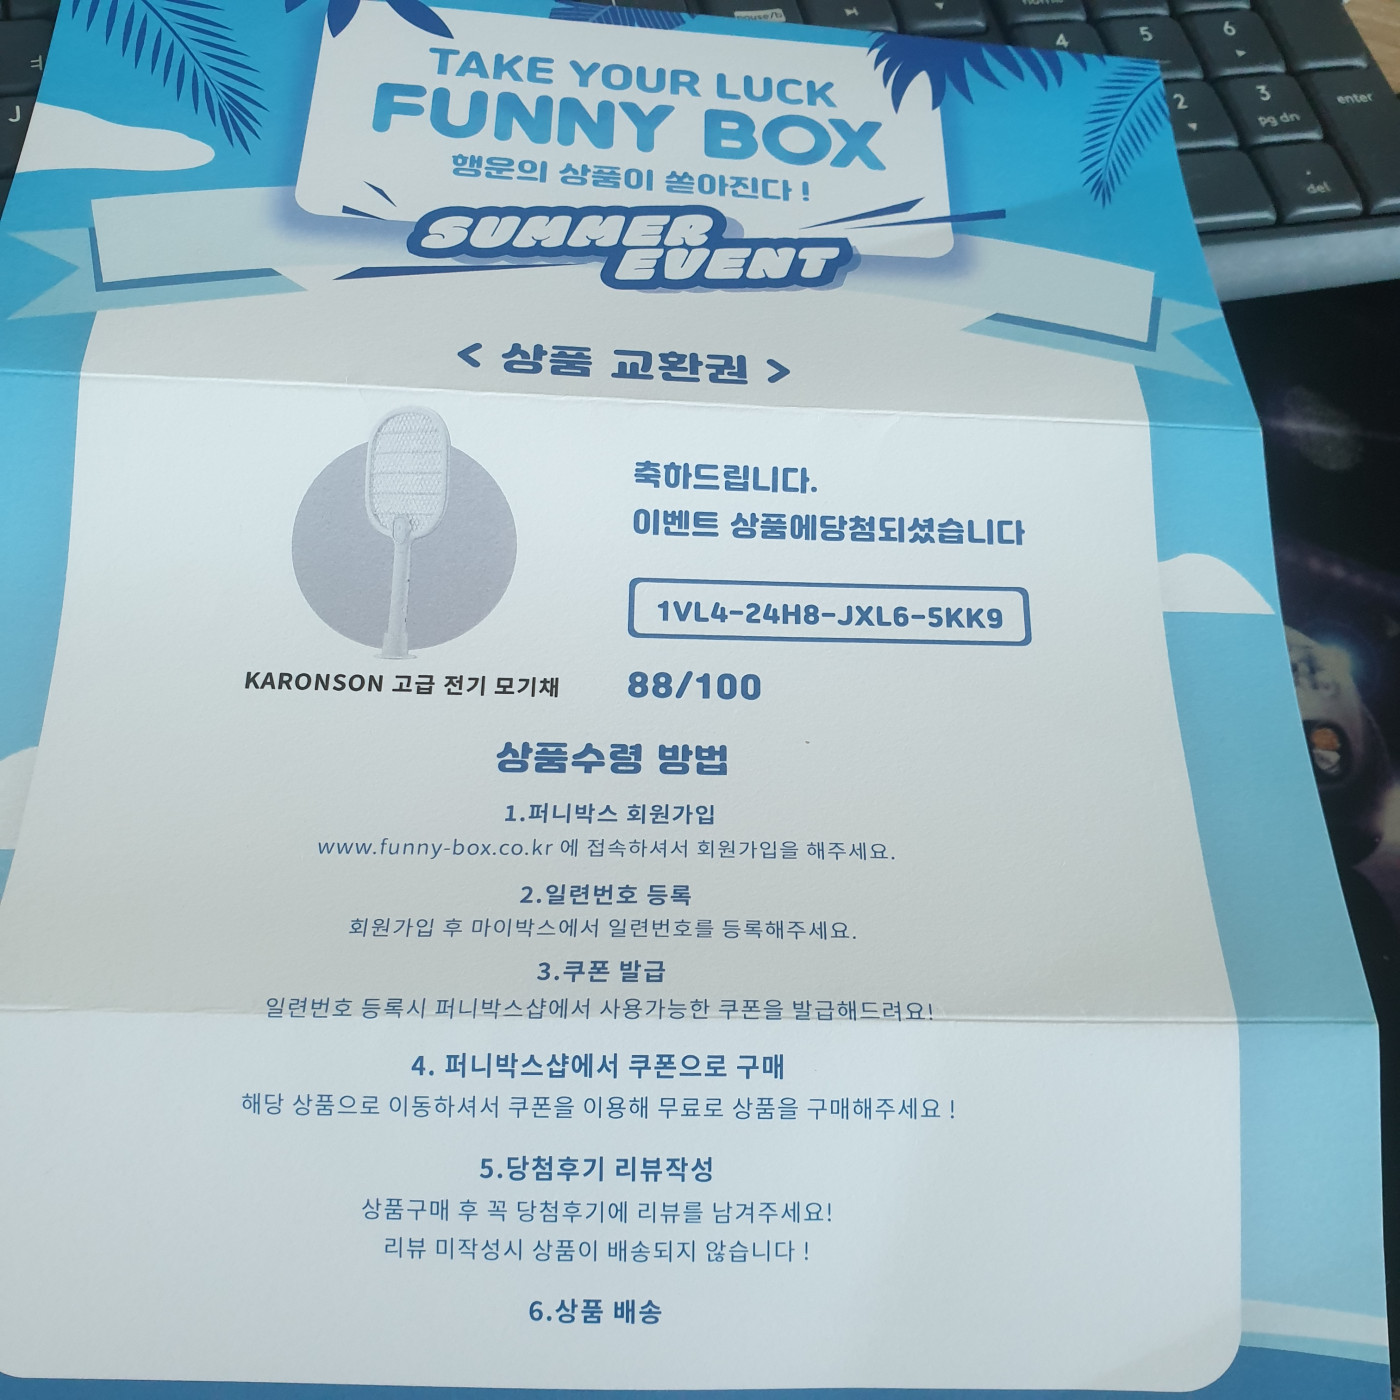 TAKE YOUR LUCK
FUNNY BOX
행운의 상품이 쏟아진다 !
SUMMER
EVENT
< 상품 교환권 >
축하드립니다.
이벤트 상품에당첨되셨습니다
1VL4-24H8-JXL6-5KK9
KARONSON 고급 전기 모기채
88/100
상품수령 방법
1.퍼니박스 회원가입
www.funny-box.co.kr 에 접속하셔서 회원가입을 해주세요.
2.일련번호 등록
회원가입 후 마이박스에서 일련번호를 등록해주세요.
3.쿠폰 발급
일련번호 등록시 퍼니박스샵에서 사용가능한 쿠폰을 발급해드려요!
4. 퍼니박스샵에서 쿠폰으로 구매
해당 상품으로 이동하셔서 쿠폰을 이용해 무료로 상품을 구매해주세요 !
5.당첨후기 리뷰작성
상품구매 후 꼭 당첨후기에 리뷰를 남겨주세요!
리뷰 미작성시 상품이 배송되지 않습니다 !
6.상품 배송
4
5
6
2
3
pg dn
enter
.
del
J
ㅕ